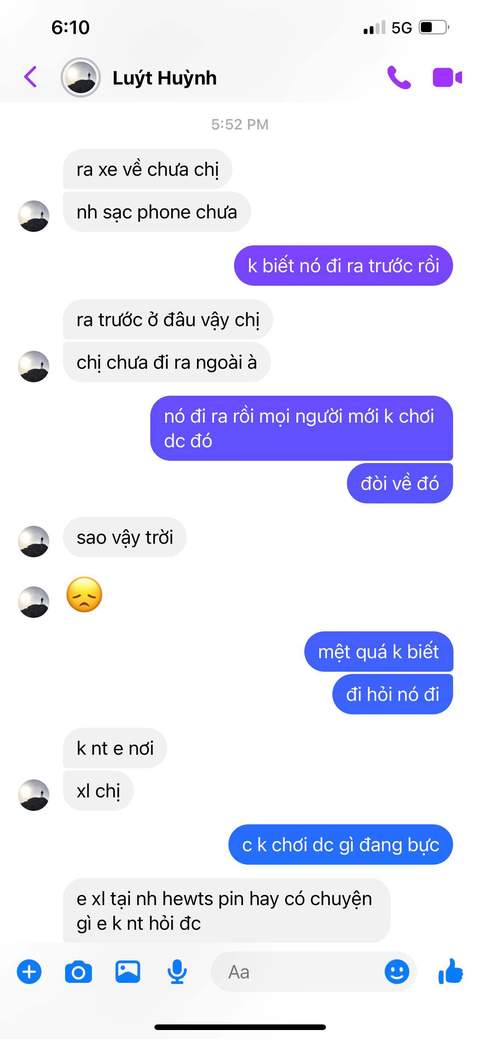 6:10
5G
Luýt Huỳnh
5:52 PM
ra xe về chưa chị
nh sạc phone chưa
k biết nó đi ra trước rồi
ra trước ở đâu vậy chị
chị chưa đi ra ngoài à
nó đi ra rồi mọi người mới k chơi
dc đó
đòi về đó
sao vậy trời
mệt quá k biết
đi hỏi nó đi
k nt e nơi
xl chị
c k chơi dc gì đang bực
e xl tại nh hewts pin hay có chuyện
gì e k nt hỏi đc
Aa